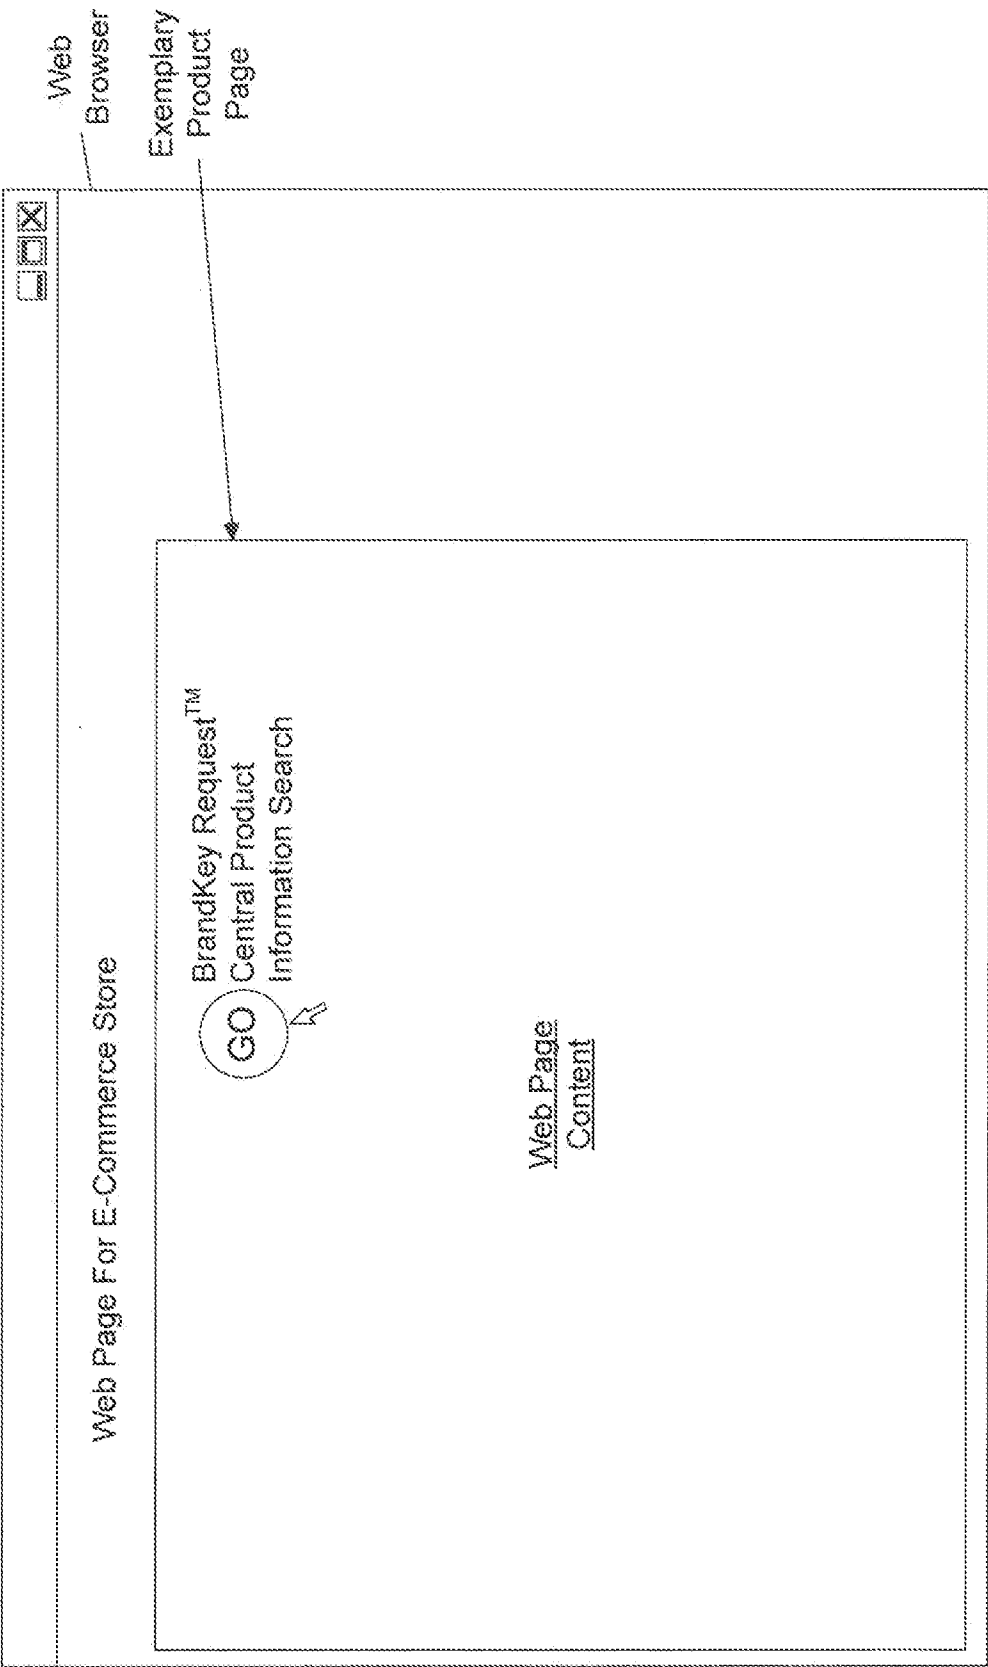 Web
Browser
Exemplary
Product
Page
Web Page For E-Commerce Store
GO
BrandKey Request™
Central Product
Information Search
Web Page
Content